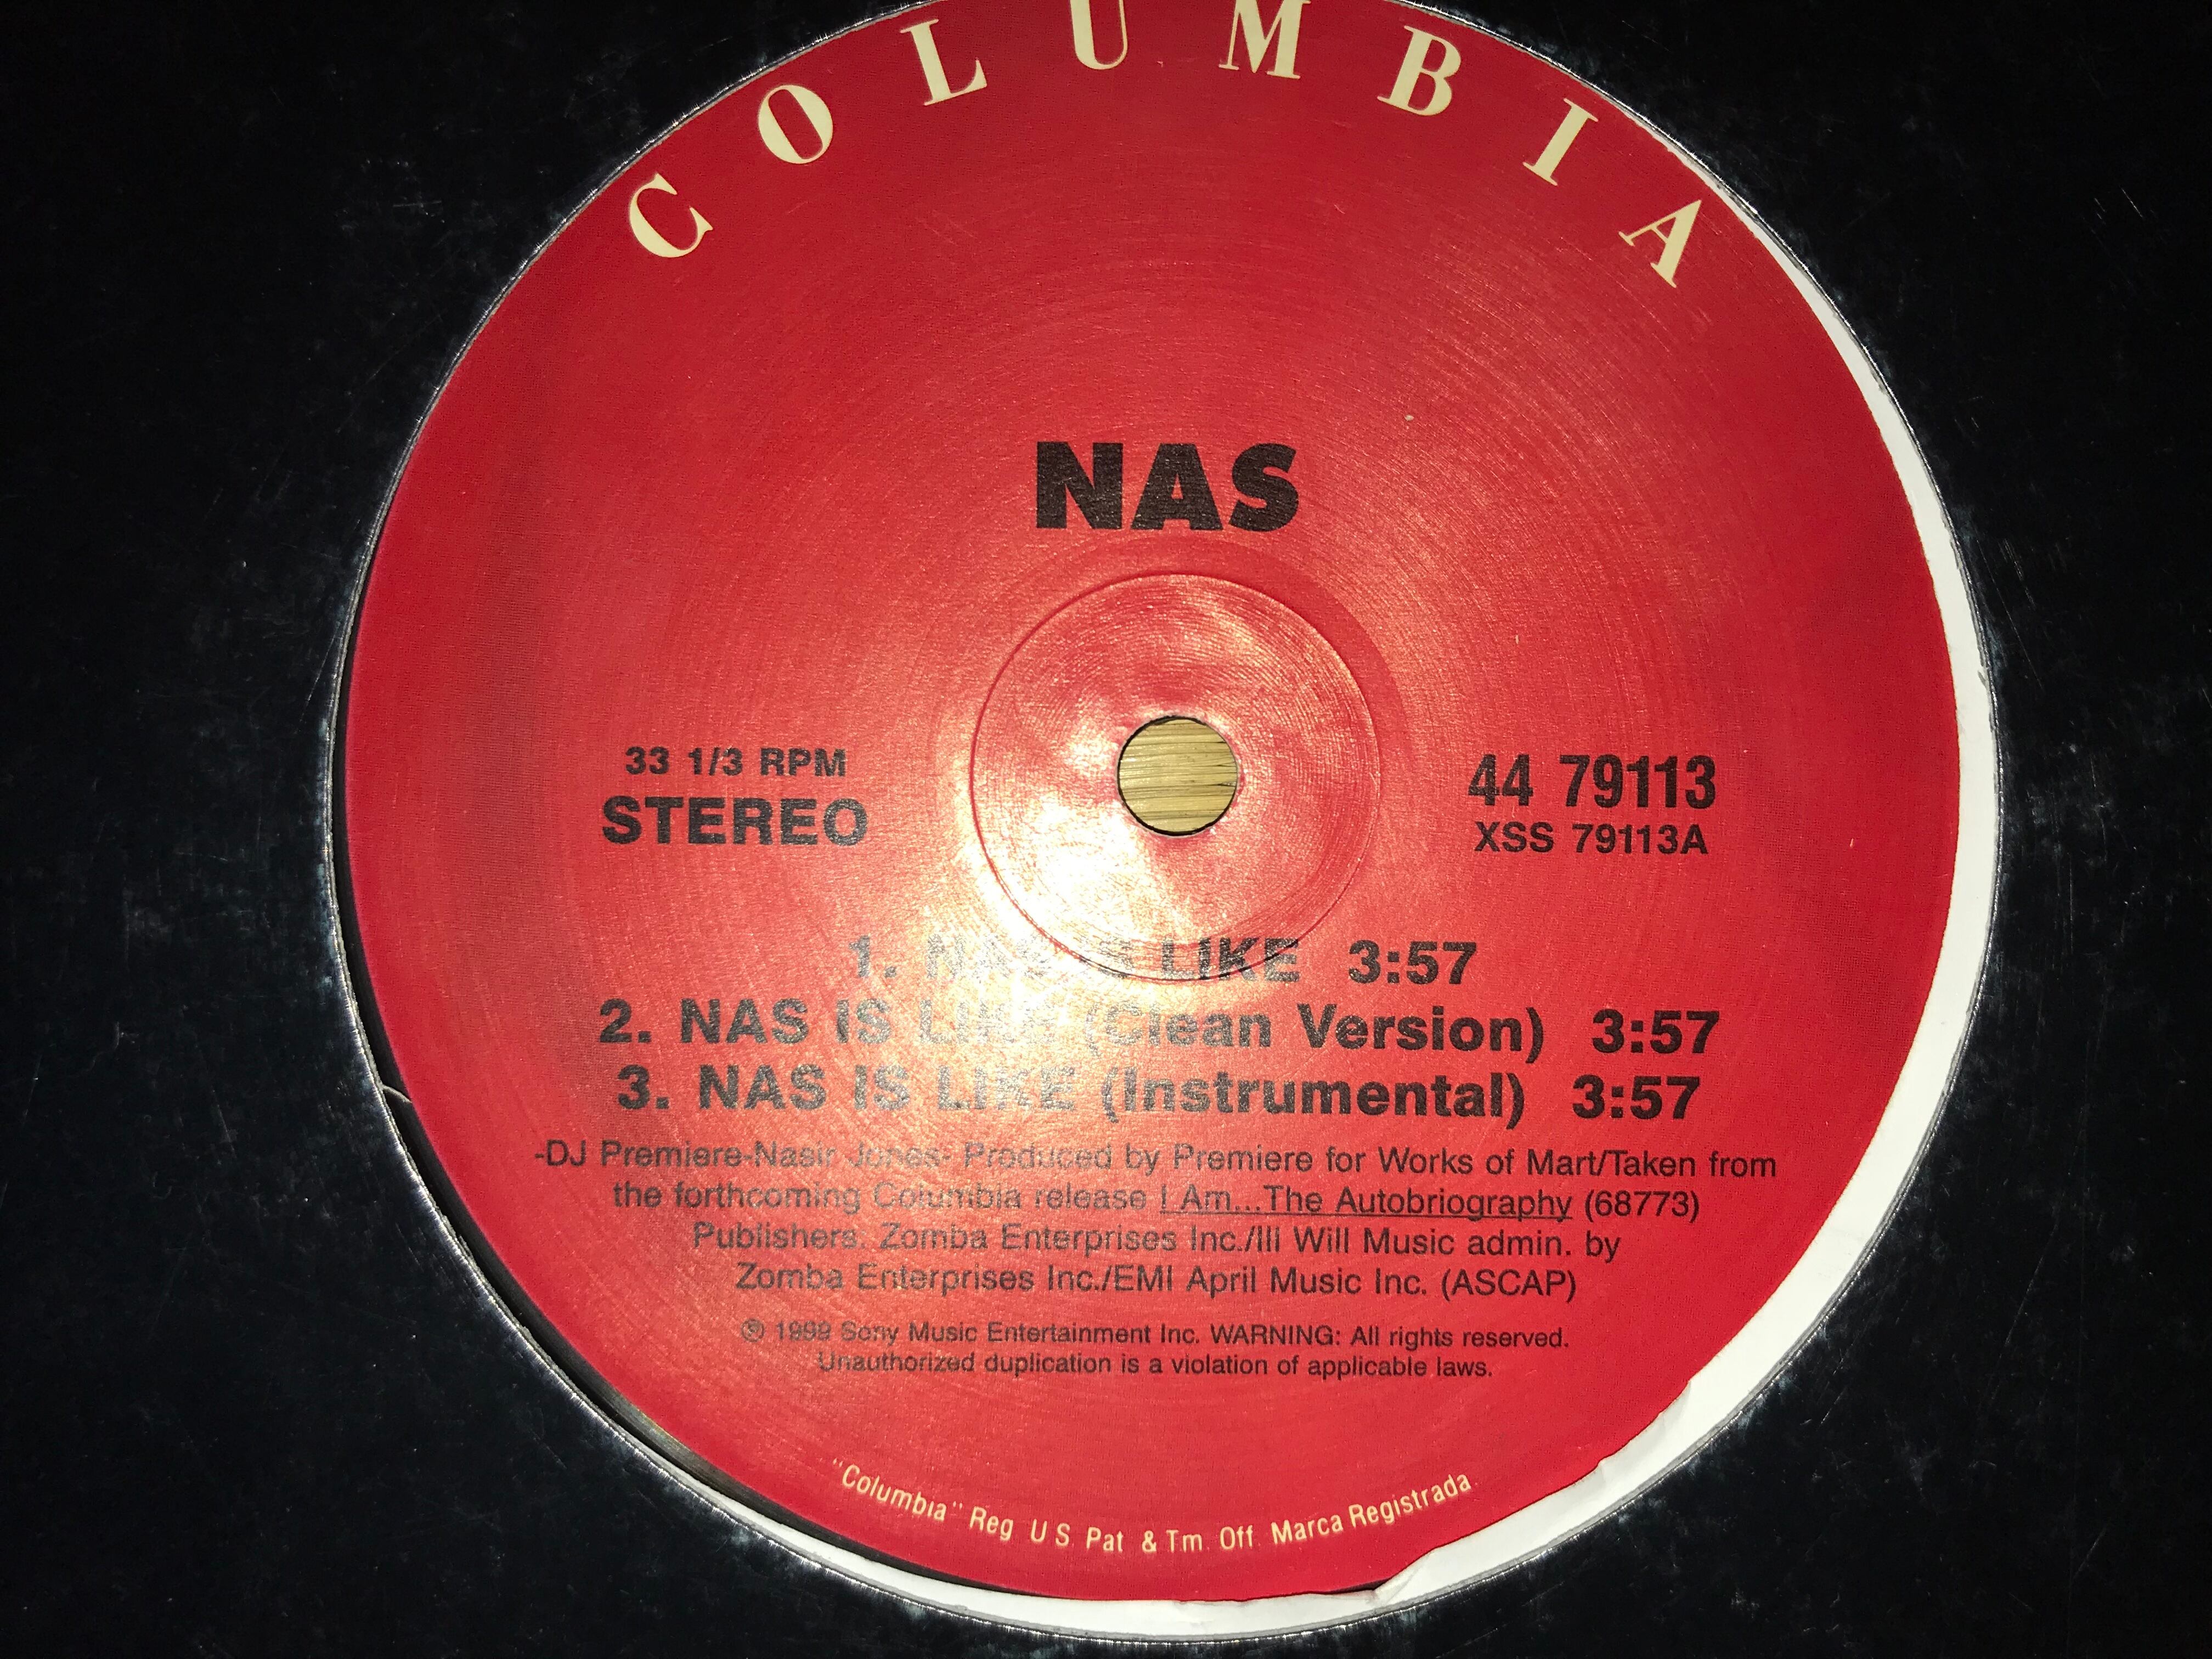 COLUMBIA
NAS
33 1/3 RPM
STEREO
44 79113
XSS 79113A
1. NAS IS LIKE 3:57
2. NAS IS LIKE (Clean Version) 3:57
3. NAS IS LIKE (Instrumental) 3:57
-DJ Premiere-Nasir Jones- Produced by Premiere for Works of Mart/Taken from
the forthcoming Columbia release I Am...The Autobriography (68773)
Publishers: Zomba Enterprises Inc./Ill Will Music admin. by
Zomba Enterprises Inc./EMI April Music Inc. (ASCAP)
℗ 1999 Sony Music Entertainment Inc. WARNING: All rights reserved.
Unauthorized duplication is a violation of applicable laws.
"Columbia" Reg. U.S. Pat. & Tm. Off. Marca Registrada.